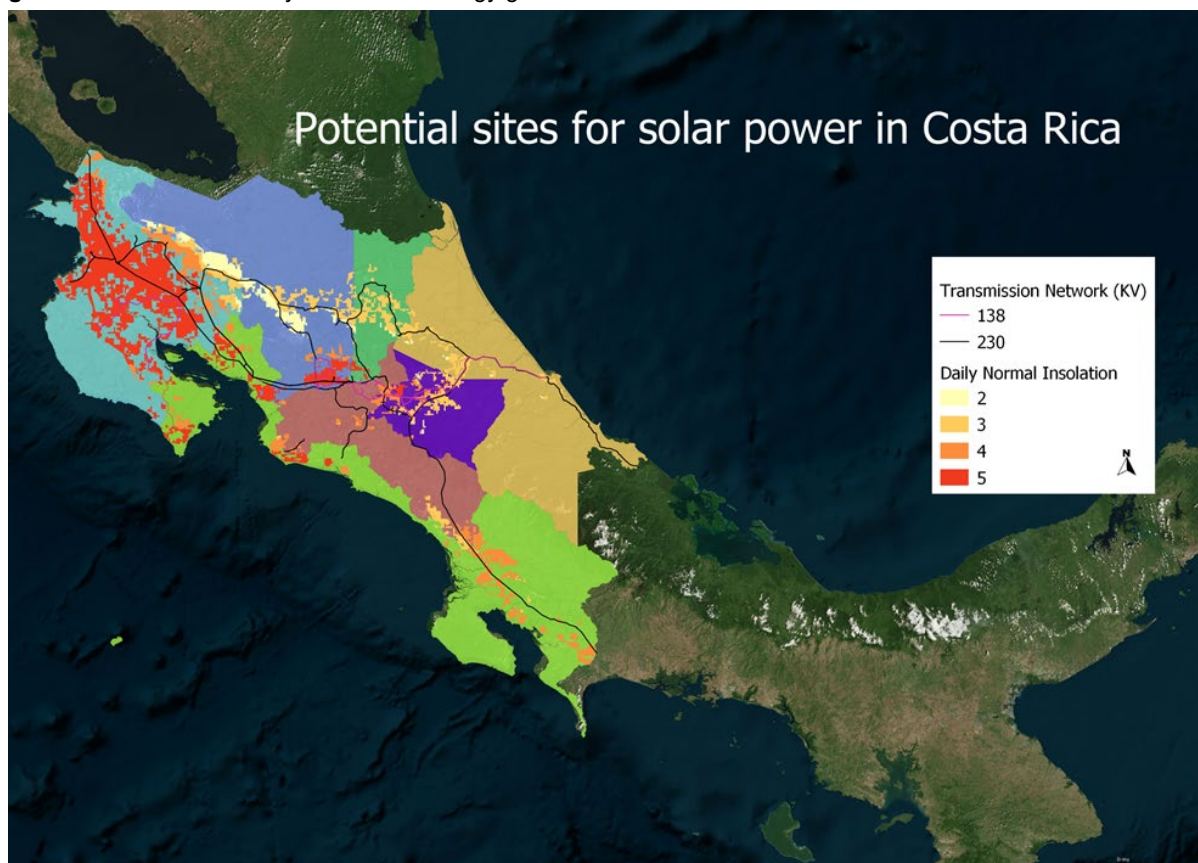 Potential sites for solar power in Costa Rica
Transmission Network (KV)
138
230
Daily Normal Insolation
2
3
4
5
N